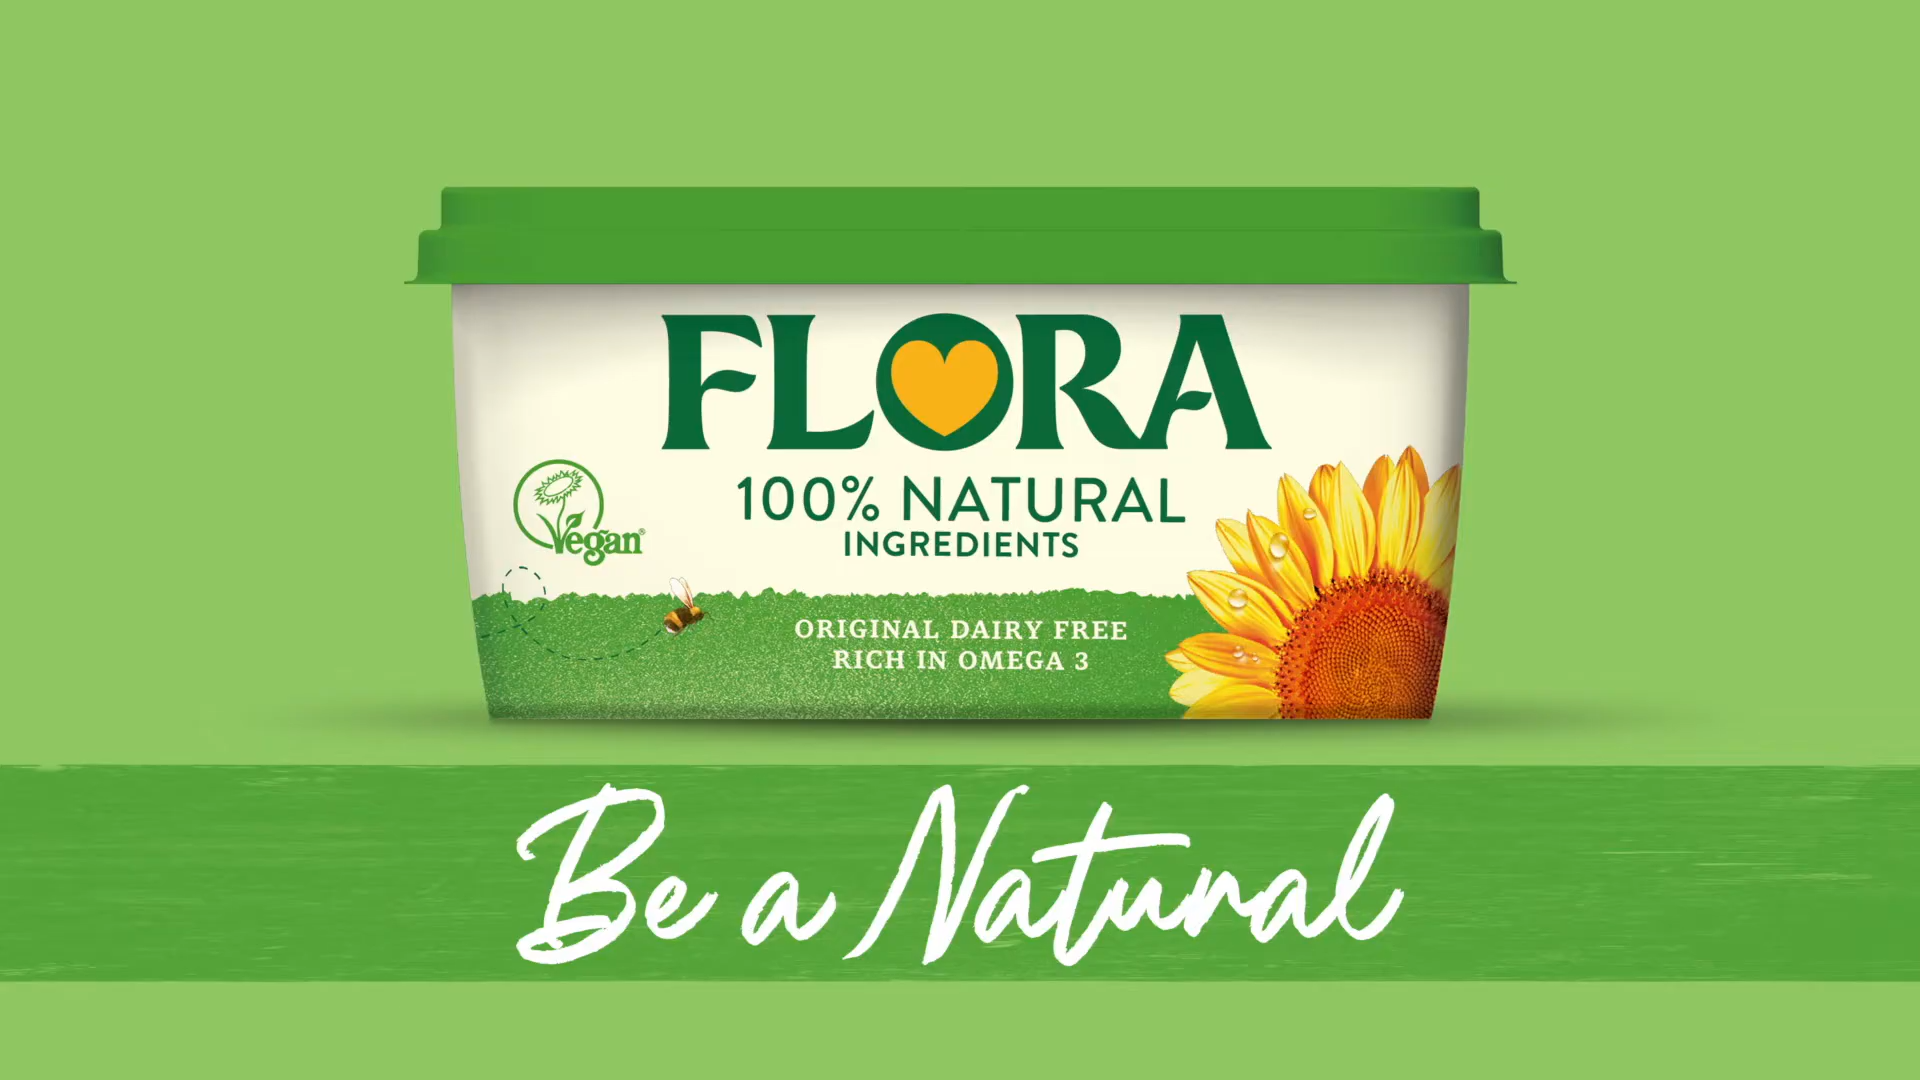 FLORA
100% NATURAL
INGREDIENTS
Vegan
ORIGINAL DAIRY FREE
RICH IN OMEGA 3
Be a Natural